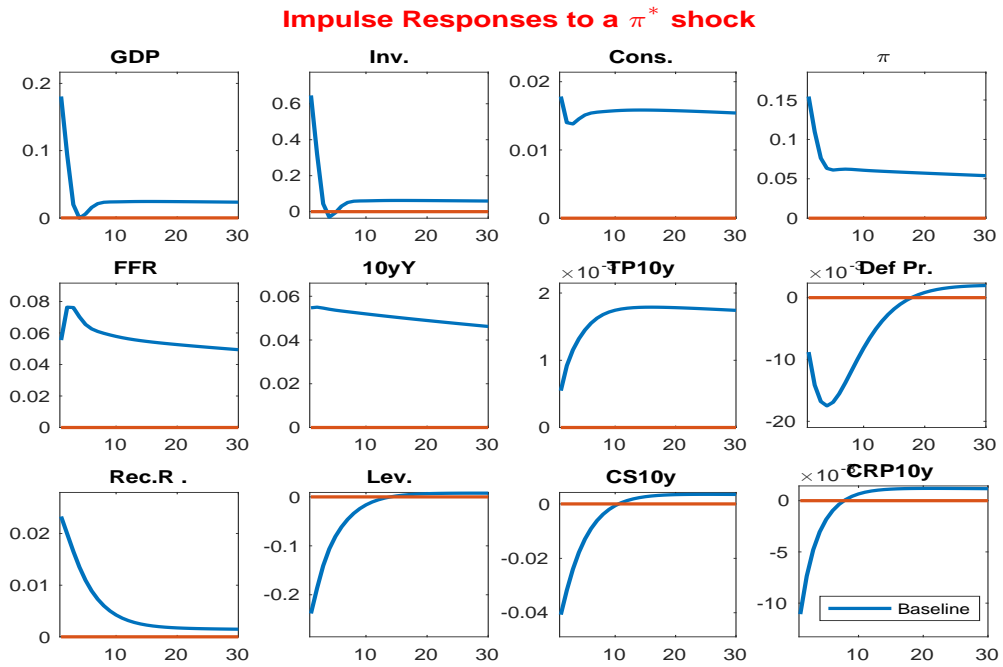 Impulse Responses to a π* shock
GDP
Inv.
Cons.
π
0.2
0.1
0
10 20 30
0.6
0.4
0.2
0
10 20 30
0.02
0.01
0
10 20 30
0.15
0.1
0.05
0
10 20 30
FFR
10yY
×10⁻³ TP10y
×10⁻³ Def Pr.
0.08
0.06
0.04
0.02
0
10 20 30
0.06
0.04
0.02
0
10 20 30
2
1
0
10 20 30
0
-10
-20
10 20 30
Rec.R .
Lev.
CS10y
×10⁻³ CRP10y
0.02
0.01
0
10 20 30
0
-0.1
-0.2
10 20 30
0
-0.02
-0.04
10 20 30
0
-5
-10
10 20 30
Baseline